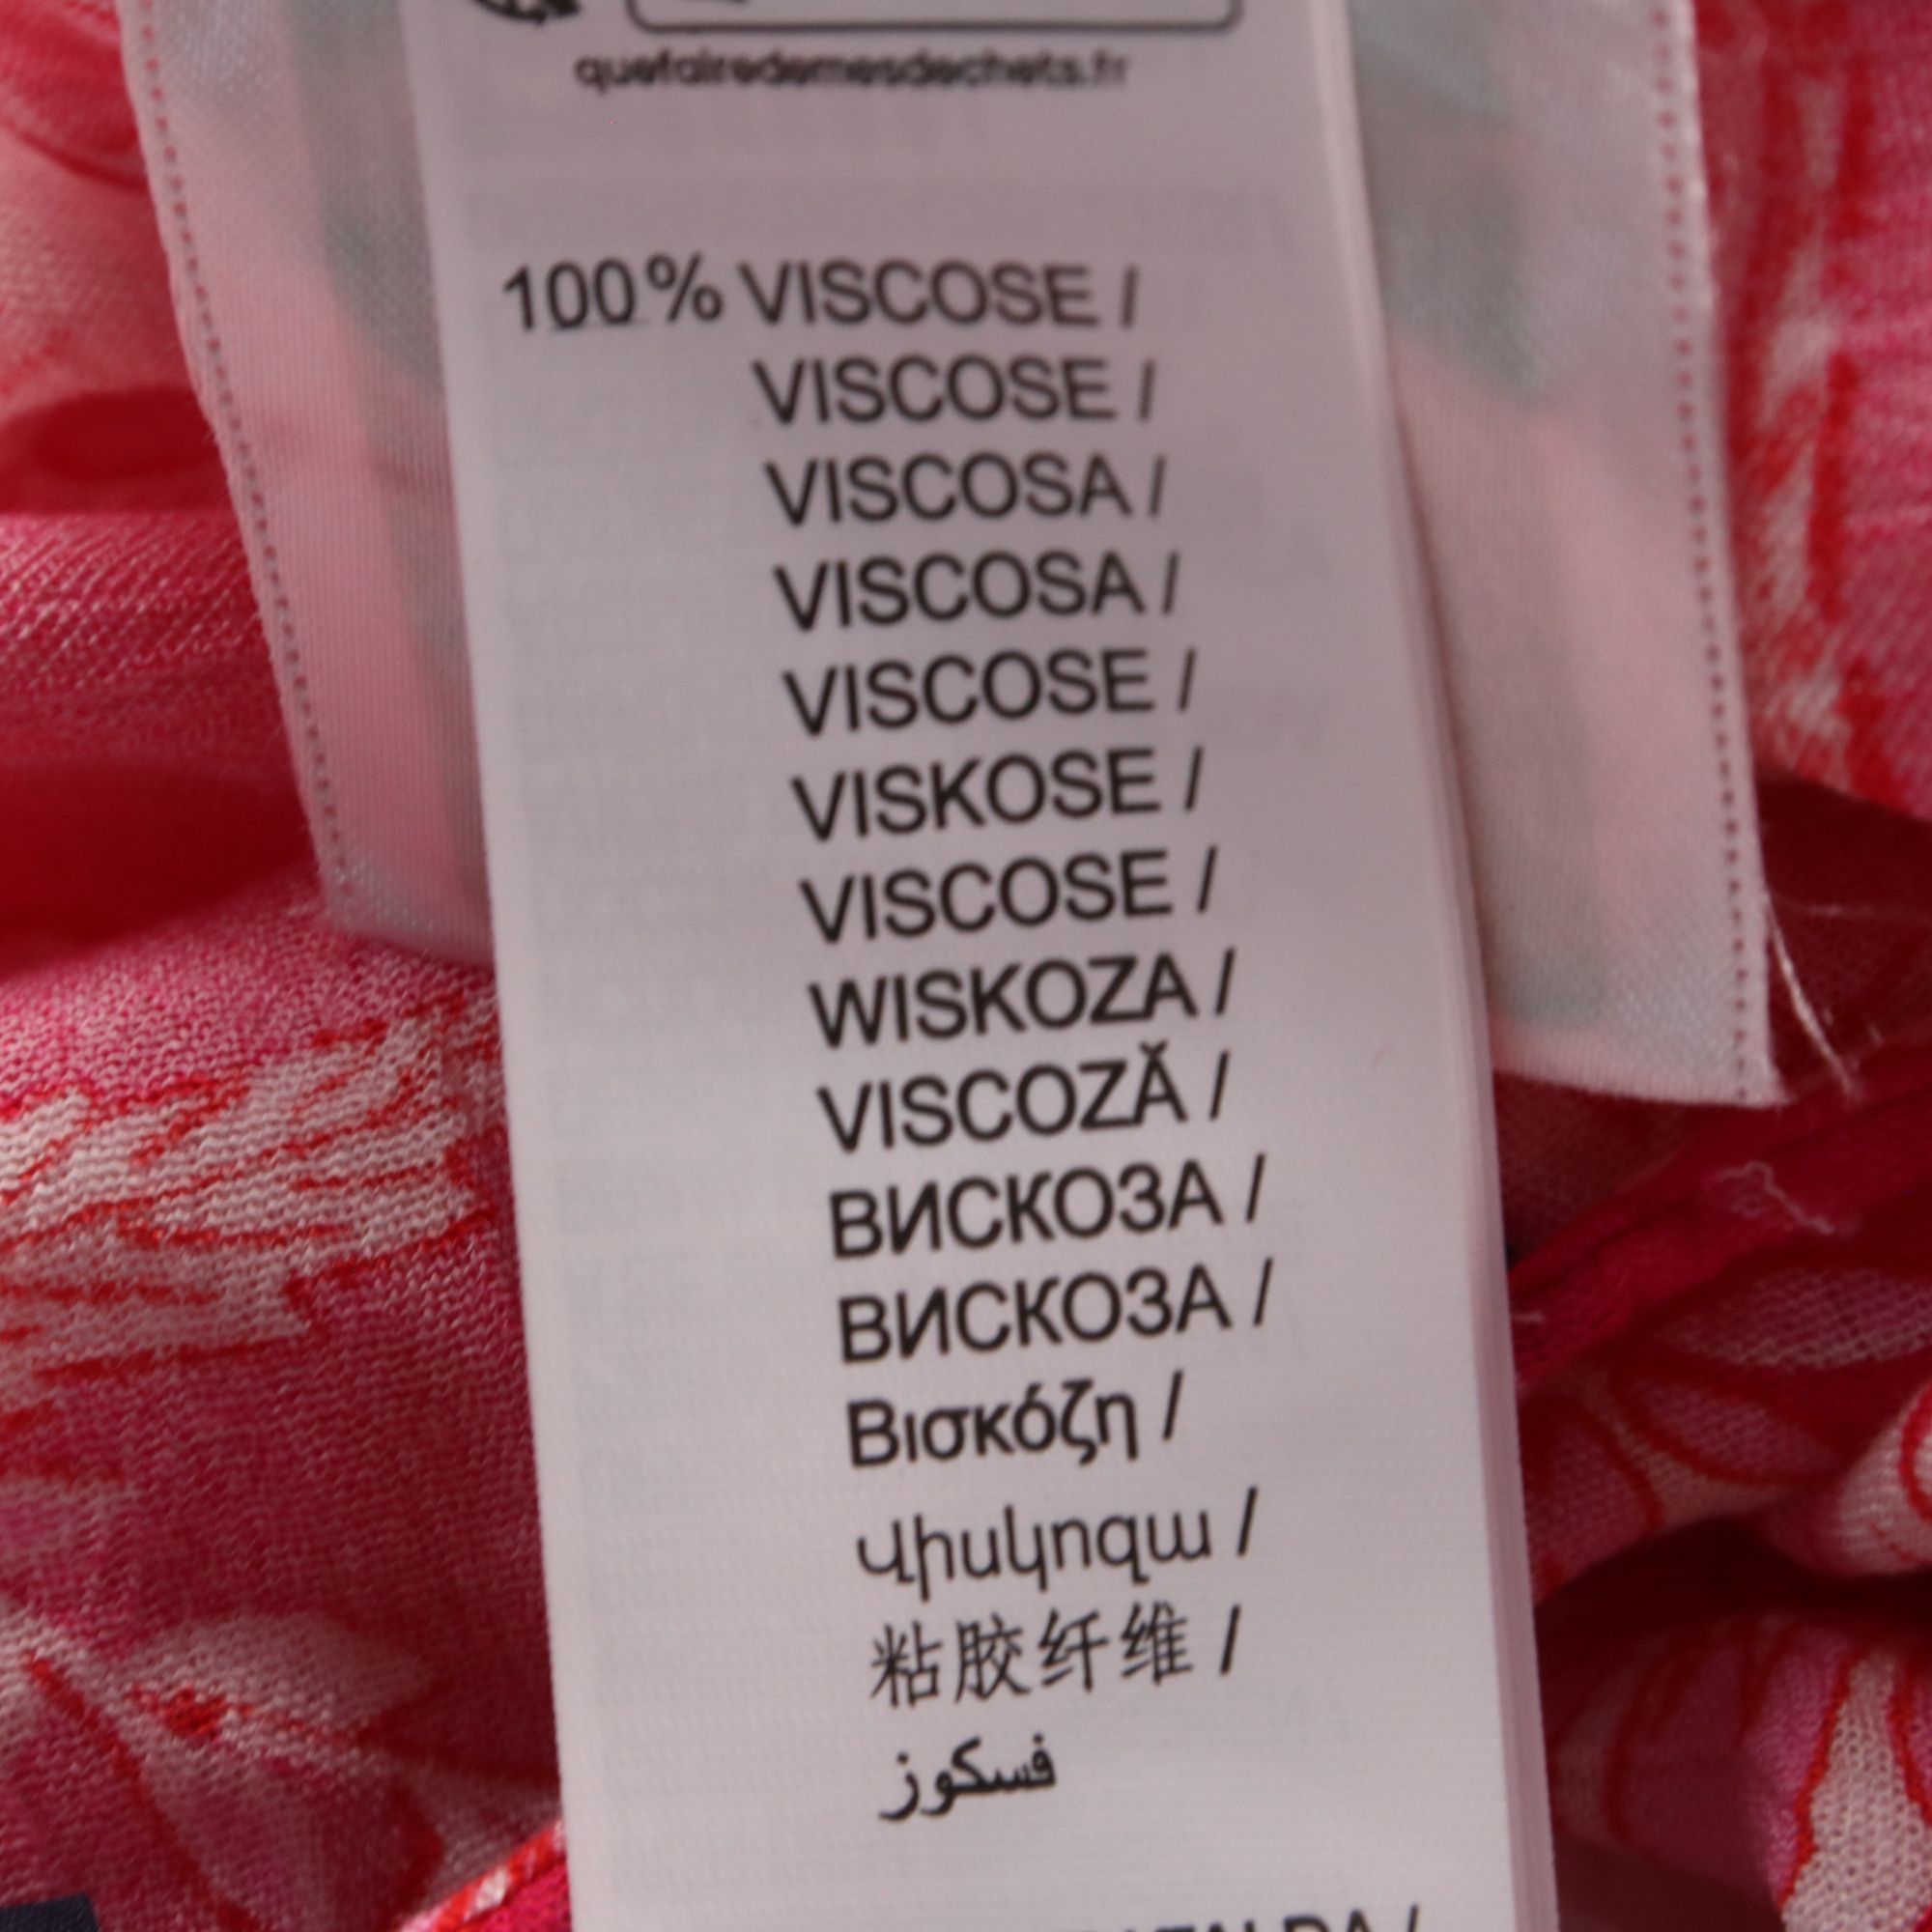 quefairedemesdechets.fr
100% VISCOSE /
VISCOSE /
VISCOSA /
VISCOSA /
VISCOSE /
VISKOSE /
VISCOSE /
WISKOZA /
VISCOZĂ /
ВИСКОЗА /
ВИСКОЗА /
Βισκόζη /
Վիսկոզա /
粘胶纤维 /
فسكوز